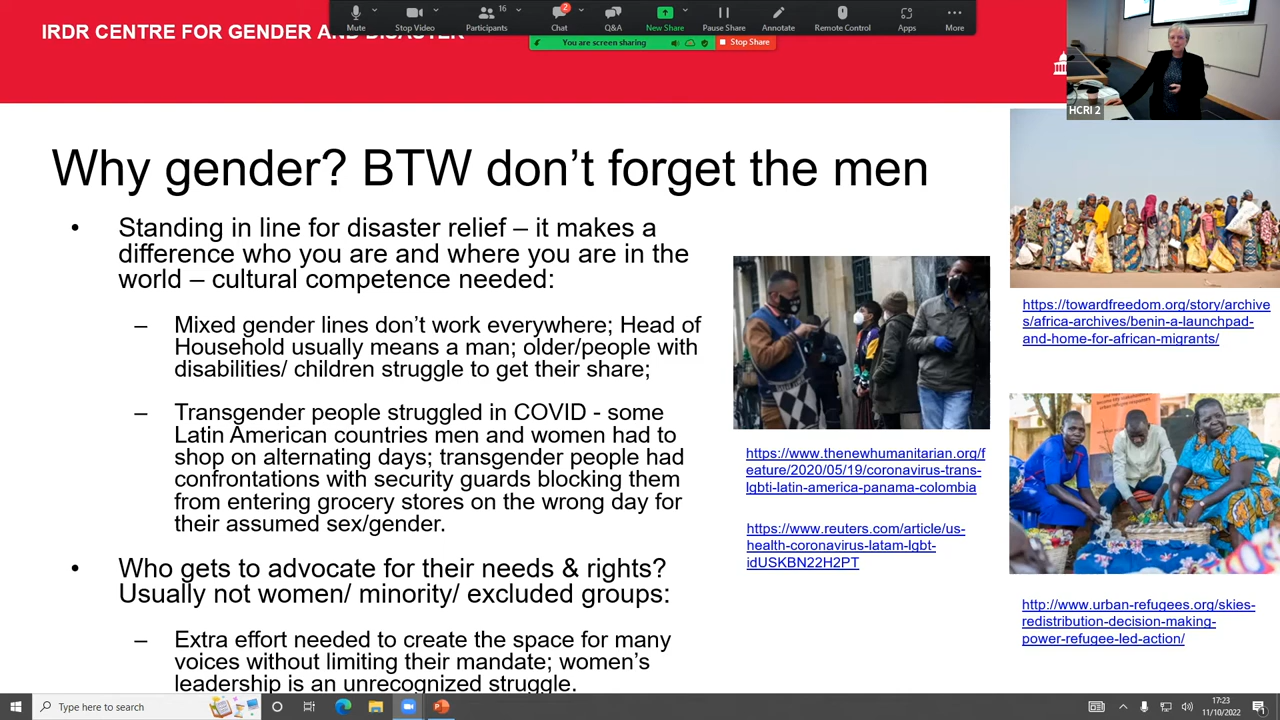 Mute
Stop Video
16
Participants
2
Chat
Q&A
New Share
Pause Share
Annotate
Remote Control
Apps
More
You are screen sharing
Stop Share
IRDR CENTRE FOR GENDER AND DISASTER
HCRI 2
Why gender? BTW don’t forget the men
• Standing in line for disaster relief – it makes a
difference who you are and where you are in the
world – cultural competence needed:
– Mixed gender lines don’t work everywhere; Head of
Household usually means a man; older/people with
disabilities/ children struggle to get their share;
– Transgender people struggled in COVID - some
Latin American countries men and women had to
shop on alternating days; transgender people had
confrontations with security guards blocking them
from entering grocery stores on the wrong day for
their assumed sex/gender.
• Who gets to advocate for their needs & rights?
Usually not women/ minority/ excluded groups:
– Extra effort needed to create the space for many
voices without limiting their mandate; women’s
leadership is an unrecognized struggle.
https://www.thenewhumanitarian.org/f
eature/2020/05/19/coronavirus-trans-
lgbti-latin-america-panama-colombia
https://www.reuters.com/article/us-
health-coronavirus-latam-lgbt-
idUSKBN22H2PT
https://towardfreedom.org/story/archive
s/africa-archives/benin-a-launchpad-
and-home-for-african-migrants/
http://www.urban-refugees.org/skies-
redistribution-decision-making-
power-refugee-led-action/
Type here to search
17:23
11/10/2022
1